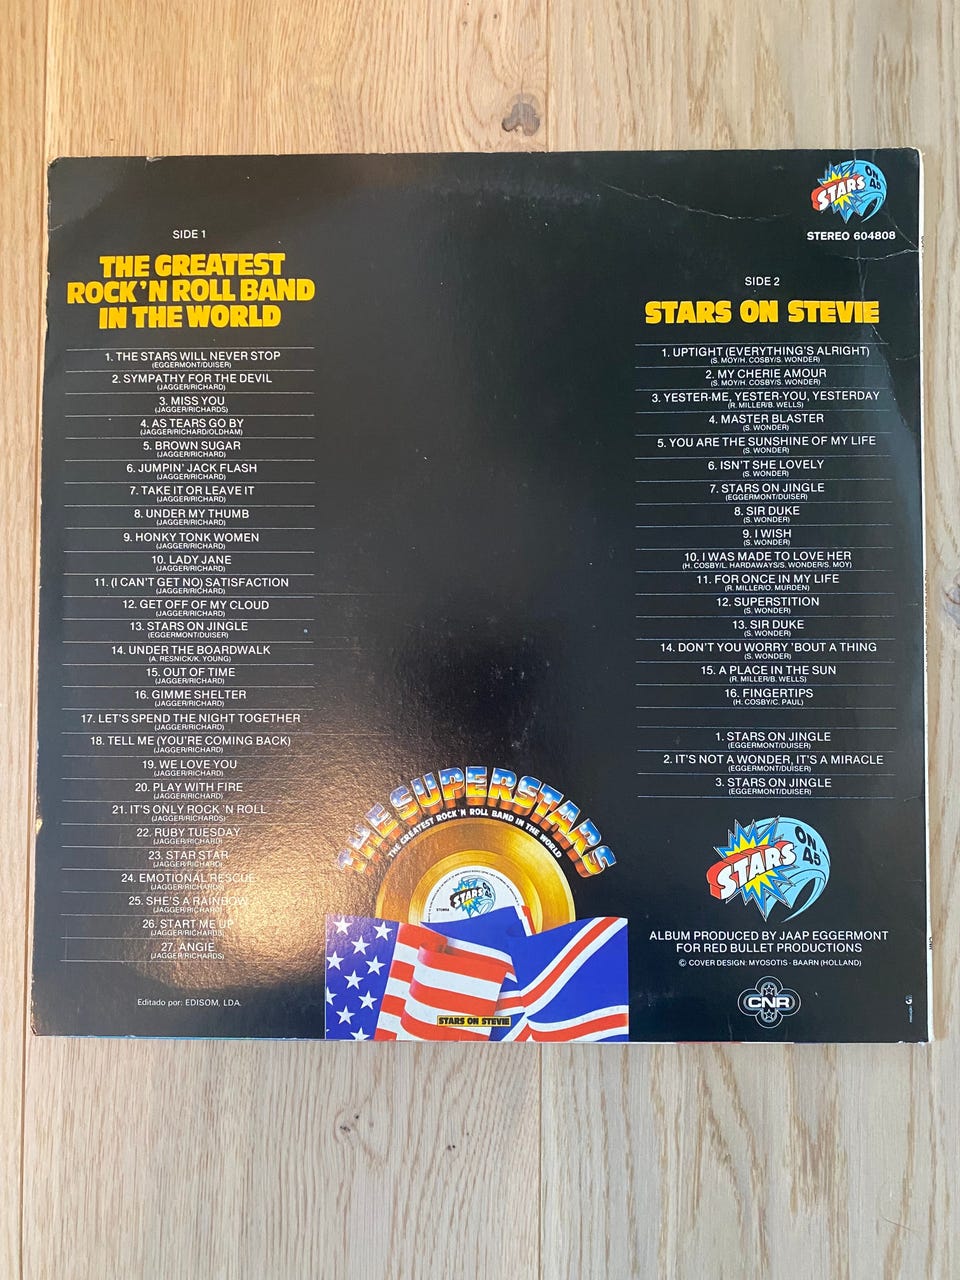 STARS ON 45
STEREO 604808
SIDE 1
THE GREATEST
ROCK'N ROLL BAND
IN THE WORLD
1. THE STARS WILL NEVER STOP
(EGGERMONT/DUISER)
2. SYMPATHY FOR THE DEVIL
(JAGGER/RICHARD)
3. MISS YOU
(JAGGER/RICHARDS)
4. AS TEARS GO BY
(JAGGER/RICHARD/OLDHAM)
5. BROWN SUGAR
(JAGGER/RICHARD)
6. JUMPIN' JACK FLASH
(JAGGER/RICHARD)
7. TAKE IT OR LEAVE IT
(JAGGER/RICHARD)
8. UNDER MY THUMB
(JAGGER/RICHARD)
9. HONKY TONK WOMEN
(JAGGER/RICHARD)
10. LADY JANE
(JAGGER/RICHARD)
11. (I CAN'T GET NO) SATISFACTION
(JAGGER/RICHARD)
12. GET OFF OF MY CLOUD
(JAGGER/RICHARD)
13. STARS ON JINGLE
(EGGERMONT/DUISER)
14. UNDER THE BOARDWALK
(A. RESNICK/K. YOUNG)
15. OUT OF TIME
(JAGGER/RICHARD)
16. GIMME SHELTER
(JAGGER/RICHARD)
17. LET'S SPEND THE NIGHT TOGETHER
(JAGGER/RICHARD)
18. TELL ME (YOU'RE COMING BACK)
(JAGGER/RICHARD)
19. WE LOVE YOU
(JAGGER/RICHARD)
20. PLAY WITH FIRE
(JAGGER/RICHARD)
21. IT'S ONLY ROCK 'N ROLL
(JAGGER/RICHARDS)
22. RUBY TUESDAY
(JAGGER/RICHARD)
23. STAR STAR
(JAGGER/RICHARD)
24. EMOTIONAL RESCUE
(JAGGER/RICHARDS)
25. SHE'S A RAINBOW
(JAGGER/RICHARD)
26. START ME UP
(JAGGER/RICHARDS)
27. ANGIE
(JAGGER/RICHARDS)
Editado por: EDISOM, LDA.
SIDE 2
STARS ON STEVIE
1. UPTIGHT (EVERYTHING'S ALRIGHT)
(S. MOY/H. COSBY/S. WONDER)
2. MY CHERIE AMOUR
(S. MOY/H. COSBY/S. WONDER)
3. YESTER-ME, YESTER-YOU, YESTERDAY
(R. MILLER/B. WELLS)
4. MASTER BLASTER
(S. WONDER)
5. YOU ARE THE SUNSHINE OF MY LIFE
(S. WONDER)
6. ISN'T SHE LOVELY
(S. WONDER)
7. STARS ON JINGLE
(EGGERMONT/DUISER)
8. SIR DUKE
(S. WONDER)
9. I WISH
(S. WONDER)
10. I WAS MADE TO LOVE HER
(H. COSBY/L. HARDAWAYS/S. WONDER/S. MOY)
11. FOR ONCE IN MY LIFE
(R. MILLER/O. MURDEN)
12. SUPERSTITION
(S. WONDER)
13. SIR DUKE
(S. WONDER)
14. DON'T YOU WORRY 'BOUT A THING
(S. WONDER)
15. A PLACE IN THE SUN
(R. MILLER/B. WELLS)
16. FINGERTIPS
(H. COSBY/C. PAUL)
1. STARS ON JINGLE
(EGGERMONT/DUISER)
2. IT'S NOT A WONDER, IT'S A MIRACLE
(EGGERMONT/DUISER)
3. STARS ON JINGLE
(EGGERMONT/DUISER)
STARS ON 45
ALBUM PRODUCED BY JAAP EGGERMONT
FOR RED BULLET PRODUCTIONS
© COVER DESIGN: MYOSOTIS - BAARN (HOLLAND)
CNR
THE SUPERSTARS
THE GREATEST ROCK'N ROLL BAND IN THE WORLD
STARS ON 45
STEREO
STARS ON STEVIE